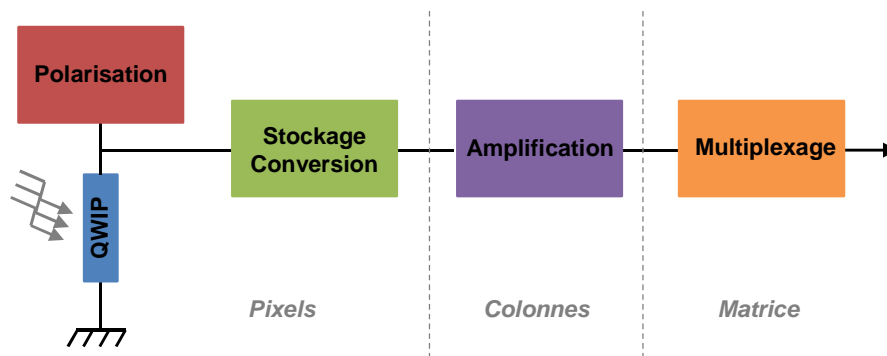 Polarisation
Stockage
Conversion
Amplification
Multiplexage
QWIP
Pixels
Colonnes
Matrice